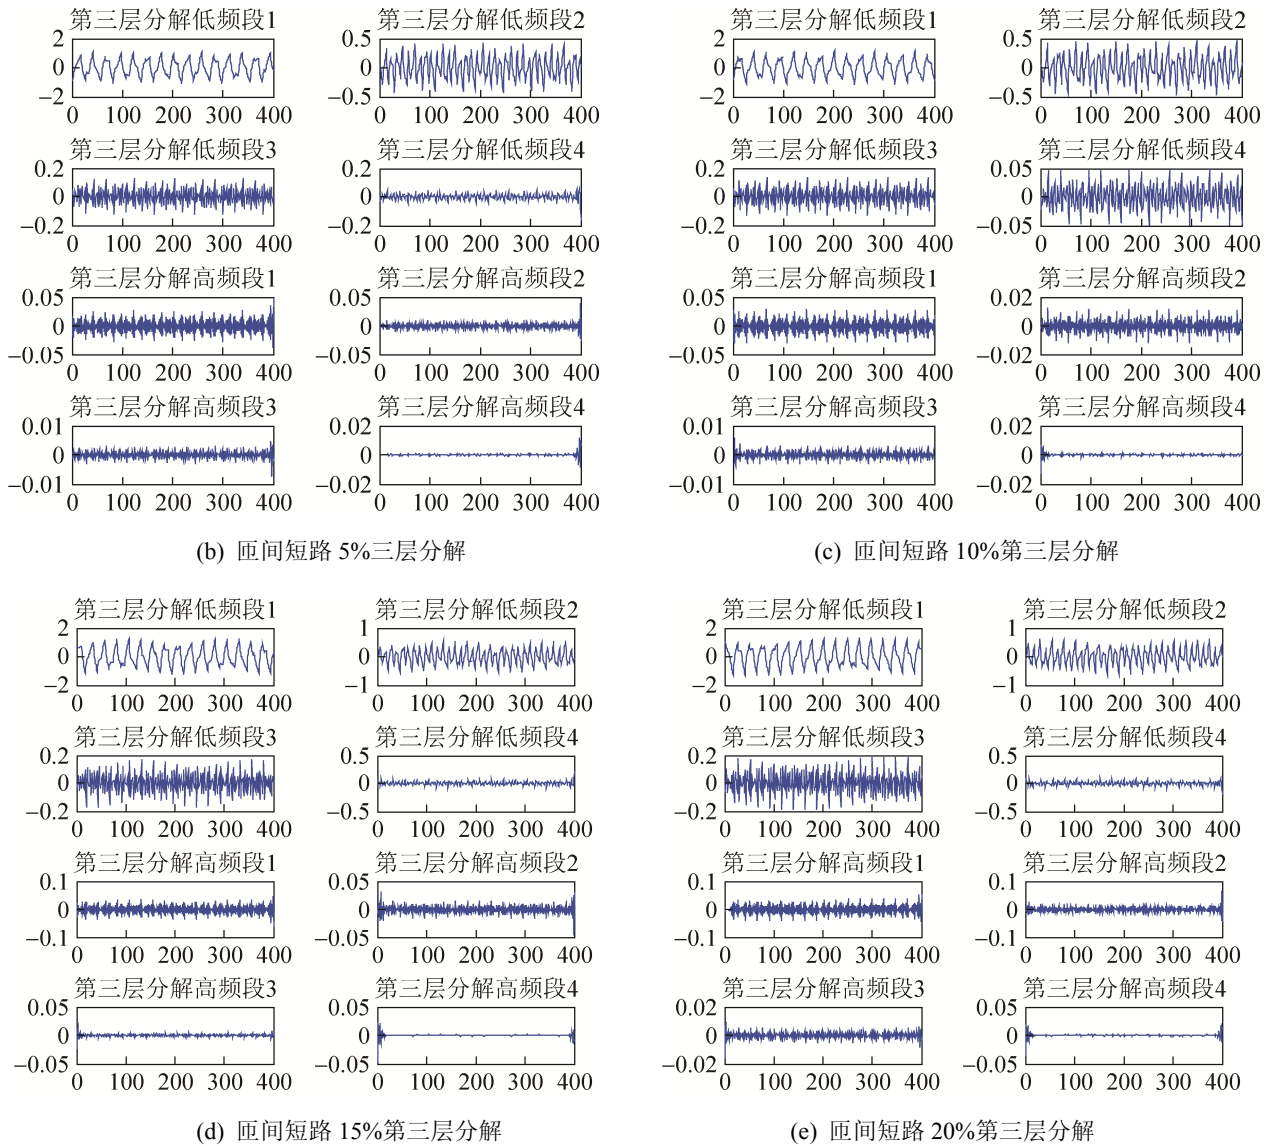 第三层分解低频段1 第三层分解低频段2 第三层分解低频段1 第三层分解低频段2
2 0.5 2 0.5
0 0 0 0
−2 −0.5 −2 −0.5
0 100 200 300 400 0 100 200 300 400 0 100 200 300 400 0 100 200 300 400
第三层分解低频段3 第三层分解低频段4 第三层分解低频段3 第三层分解低频段4
0.2 0.2 0.2 0.05
0 0 0 0
−0.2 −0.2 −0.2 −0.05
0 100 200 300 400 0 100 200 300 400 0 100 200 300 400 0 100 200 300 400
第三层分解高频段1 第三层分解高频段2 第三层分解高频段1 第三层分解高频段2
0.05 0.05 0.05 0.02
0 0 0 0
−0.05 −0.05 −0.05 −0.02
0 100 200 300 400 0 100 200 300 400 0 100 200 300 400 0 100 200 300 400
第三层分解高频段3 第三层分解高频段4 第三层分解高频段3 第三层分解高频段4
0.01 0.02 0.01 0.02
0 0 0 0
−0.01 −0.02 −0.01 −0.02
0 100 200 300 400 0 100 200 300 400 0 100 200 300 400 0 100 200 300 400
(b) 匝间短路 5%三层分解 (c) 匝间短路 10%第三层分解
第三层分解低频段1 第三层分解低频段2 第三层分解低频段1 第三层分解低频段2
2 1 2 1
0 0 0 0
−2 −1 −2 −1
0 100 200 300 400 0 100 200 300 400 0 100 200 300 400 0 100 200 300 400
第三层分解低频段3 第三层分解低频段4 第三层分解低频段3 第三层分解低频段4
0.2 0.5 0.2 0.5
0 0 0 0
−0.2 −0.5 −0.2 −0.5
0 100 200 300 400 0 100 200 300 400 0 100 200 300 400 0 100 200 300 400
第三层分解高频段1 第三层分解高频段2 第三层分解高频段1 第三层分解高频段2
0.1 0.05 0.1 0.1
0 0 0 0
−0.1 −0.05 −0.1 −0.1
0 100 200 300 400 0 100 200 300 400 0 100 200 300 400 0 100 200 300 400
第三层分解高频段3 第三层分解高频段4 第三层分解高频段3 第三层分解高频段4
0.05 0.05 0.02 0.05
0 0 0 0
−0.05 −0.05 −0.02 −0.05
0 100 200 300 400 0 100 200 300 400 0 100 200 300 400 0 100 200 300 400
(d) 匝间短路 15%第三层分解 (e) 匝间短路 20%第三层分解